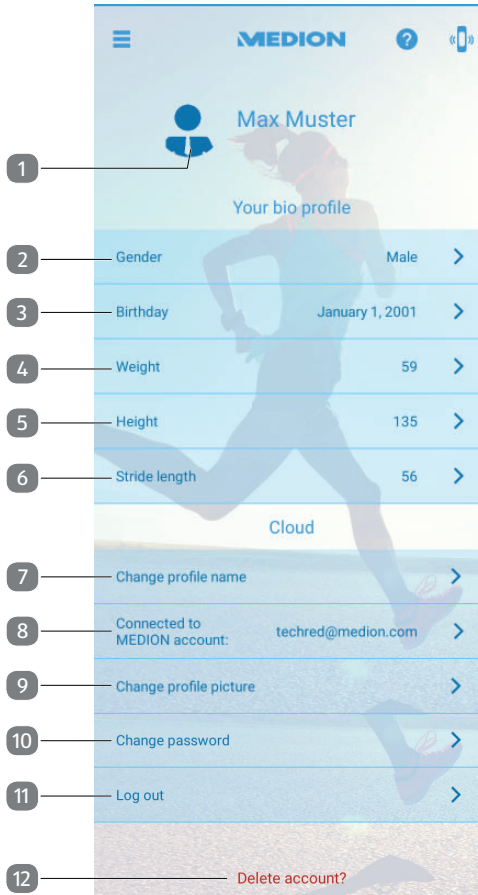 MEDION ?
Max Muster
1
Your bio profile
2 Gender Male
3 Birthday January 1, 2001
4 Weight 59
5 Height 135
6 Stride length 56
Cloud
7 Change profile name
8 Connected to
MEDION account: techred@medion.com
9 Change profile picture
10 Change password
11 Log out
12 Delete account?